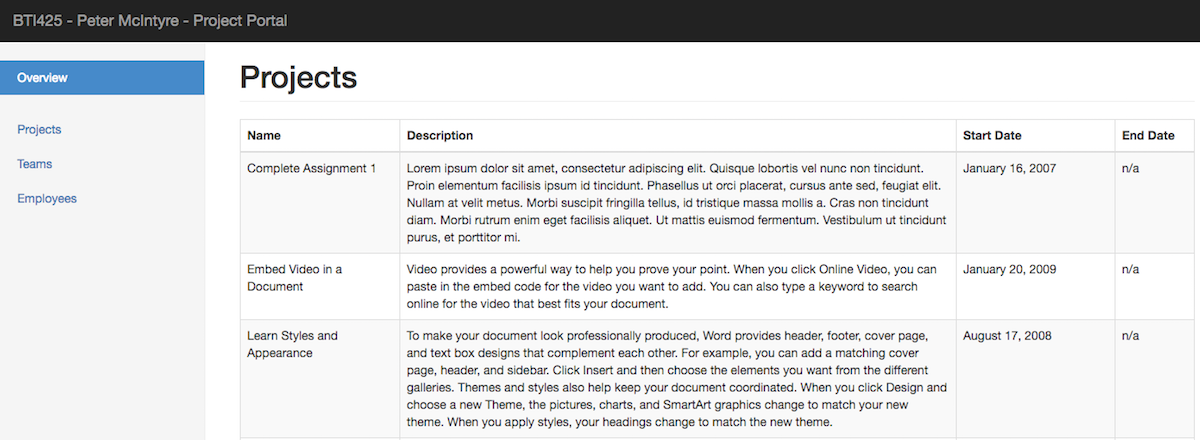 BTI425 - Peter McIntyre - Project Portal
Overview
Projects
Teams
Employees
Projects
Name Description Start Date End Date
Complete Assignment 1
Lorem ipsum dolor sit amet, consectetur adipiscing elit. Quisque lobortis vel nunc non tincidunt.
Proin elementum facilisis ipsum id tincidunt. Phasellus ut orci placerat, cursus ante sed, feugiat elit.
Nullam at velit metus. Morbi suscipit fringilla tellus, id tristique massa mollis a. Cras non tincidunt
diam. Morbi rutrum enim eget facilisis aliquet. Ut mattis euismod fermentum. Vestibulum ut tincidunt
purus, et porttitor mi.
January 16, 2007
n/a
Embed Video in a
Document
Video provides a powerful way to help you prove your point. When you click Online Video, you can
paste in the embed code for the video you want to add. You can also type a keyword to search
online for the video that best fits your document.
January 20, 2009
n/a
Learn Styles and
Appearance
To make your document look professionally produced, Word provides header, footer, cover page,
and text box designs that complement each other. For example, you can add a matching cover
page, header, and sidebar. Click Insert and then choose the elements you want from the different
galleries. Themes and styles also help keep your document coordinated. When you click Design and
choose a new Theme, the pictures, charts, and SmartArt graphics change to match your new
theme. When you apply styles, your headings change to match the new theme.
August 17, 2008
n/a